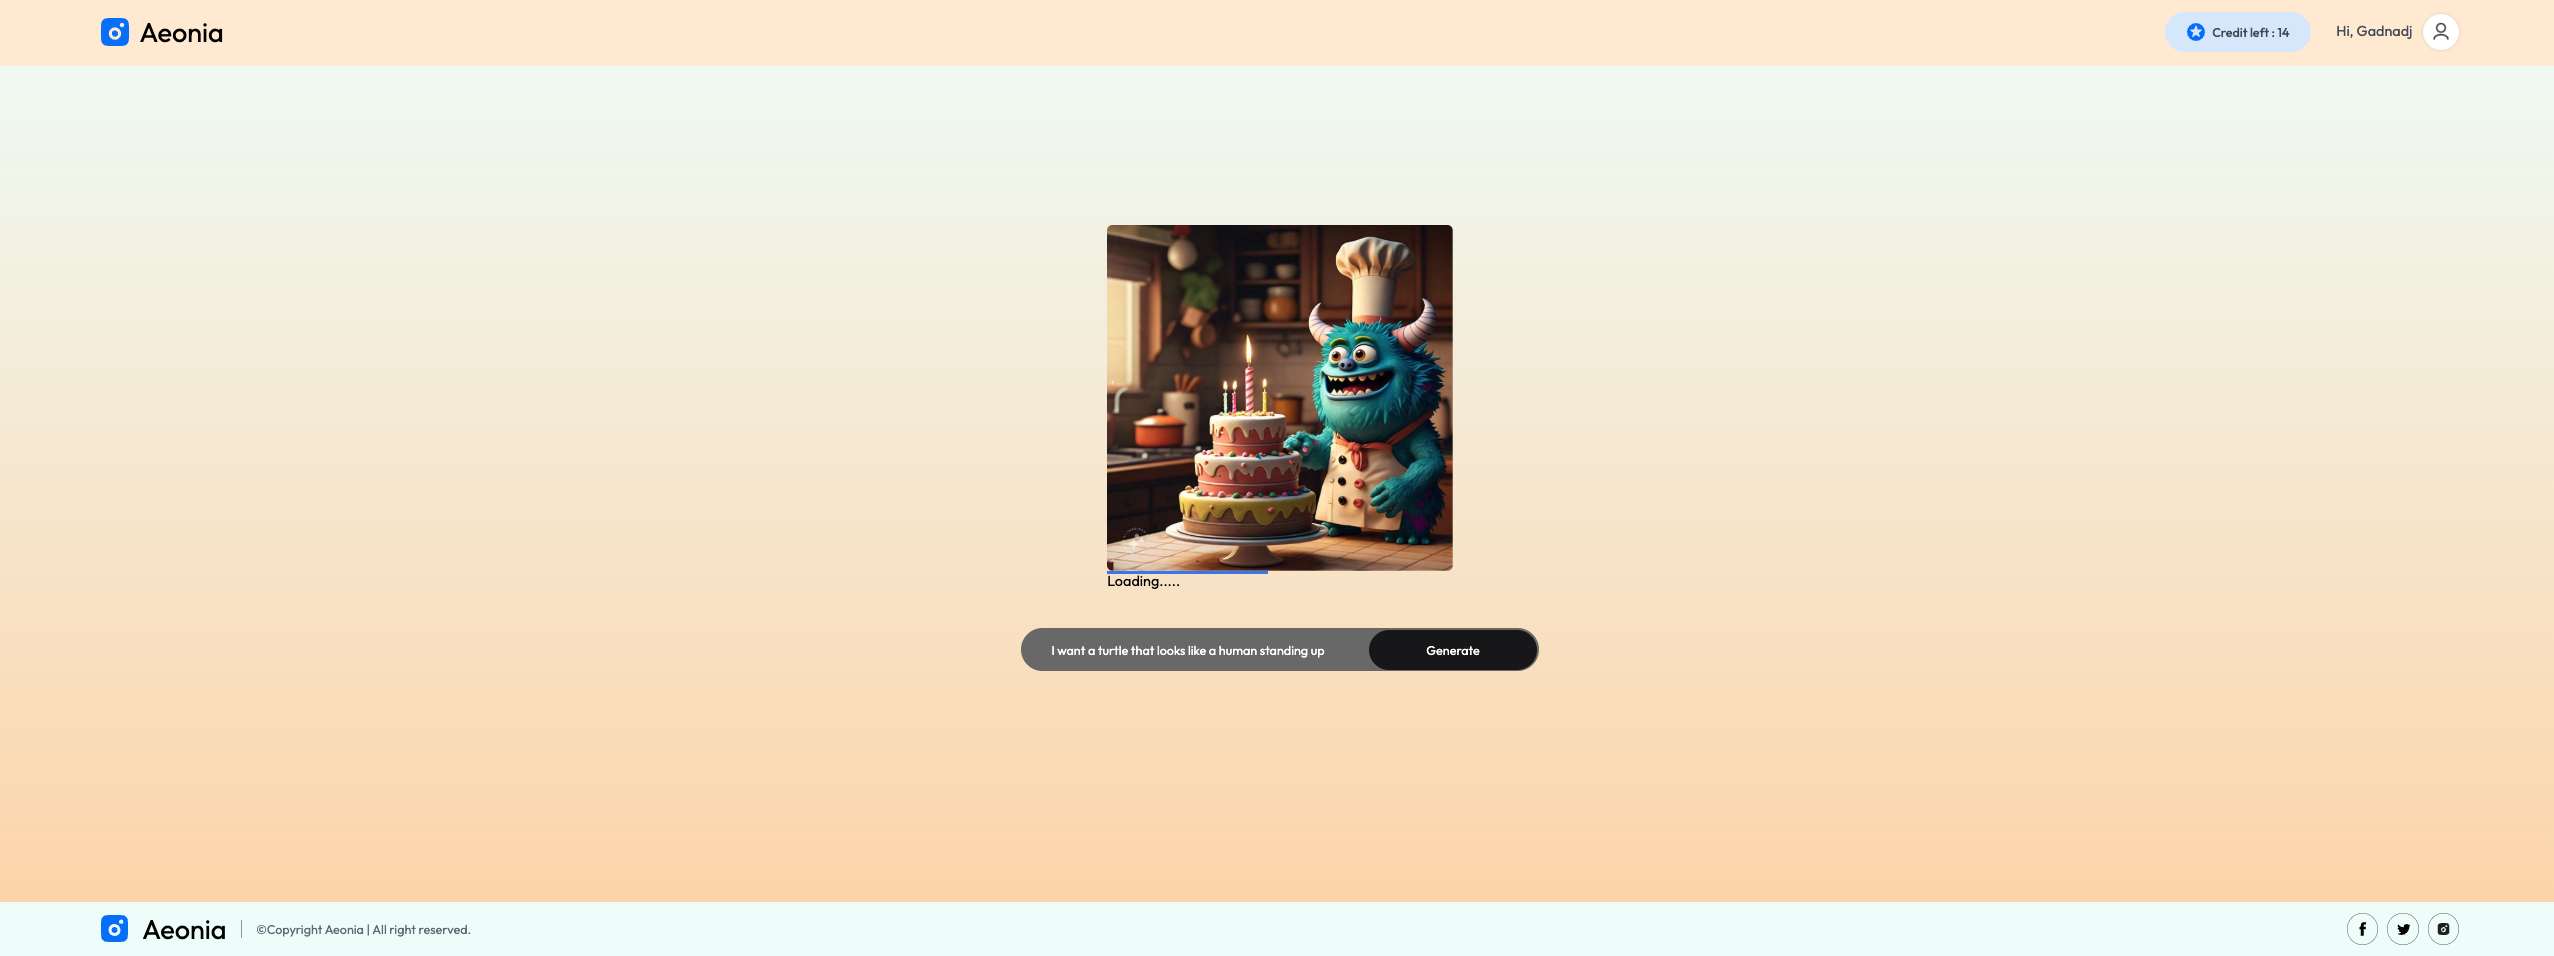 Aeonia
Credit left : 14
Hi, Gadnadj
Loading.....
I want a turtle that looks like a human standing up
Generate
Aeonia
©Copyright Aeonia | All right reserved.